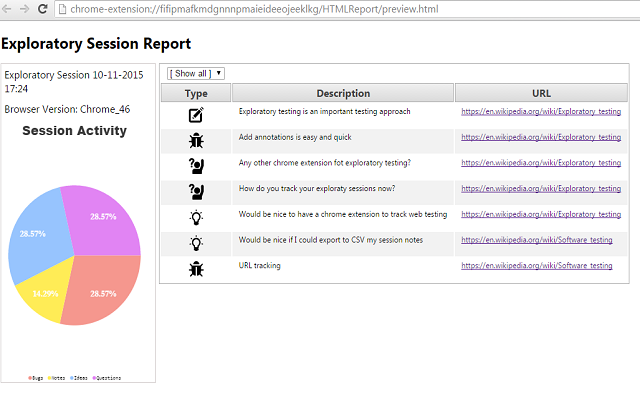 chrome-extension://fifipmafkmdgnnnpmaieideeojeeklkg/HTMLReport/preview.html
Exploratory Session Report
Exploratory Session 10-11-2015
17:24
Browser Version: Chrome_46
Session Activity
28.57%
28.57%
14.29%
28.57%
Bugs Notes Ideas Questions
[ Show all ]
Type Description URL
Exploratory testing is an important testing approach https://en.wikipedia.org/wiki/Exploratory_testing
Add annotations is easy and quick https://en.wikipedia.org/wiki/Exploratory_testing
Any other chrome extension fot exploratory testing? https://en.wikipedia.org/wiki/Exploratory_testing
How do you track your exploraty sessions now? https://en.wikipedia.org/wiki/Exploratory_testing
Would be nice to have a chrome extension to track web testing https://en.wikipedia.org/wiki/Exploratory_testing
Would be nice if I could export to CSV my session notes https://en.wikipedia.org/wiki/Software_testing
URL tracking https://en.wikipedia.org/wiki/Software_testing